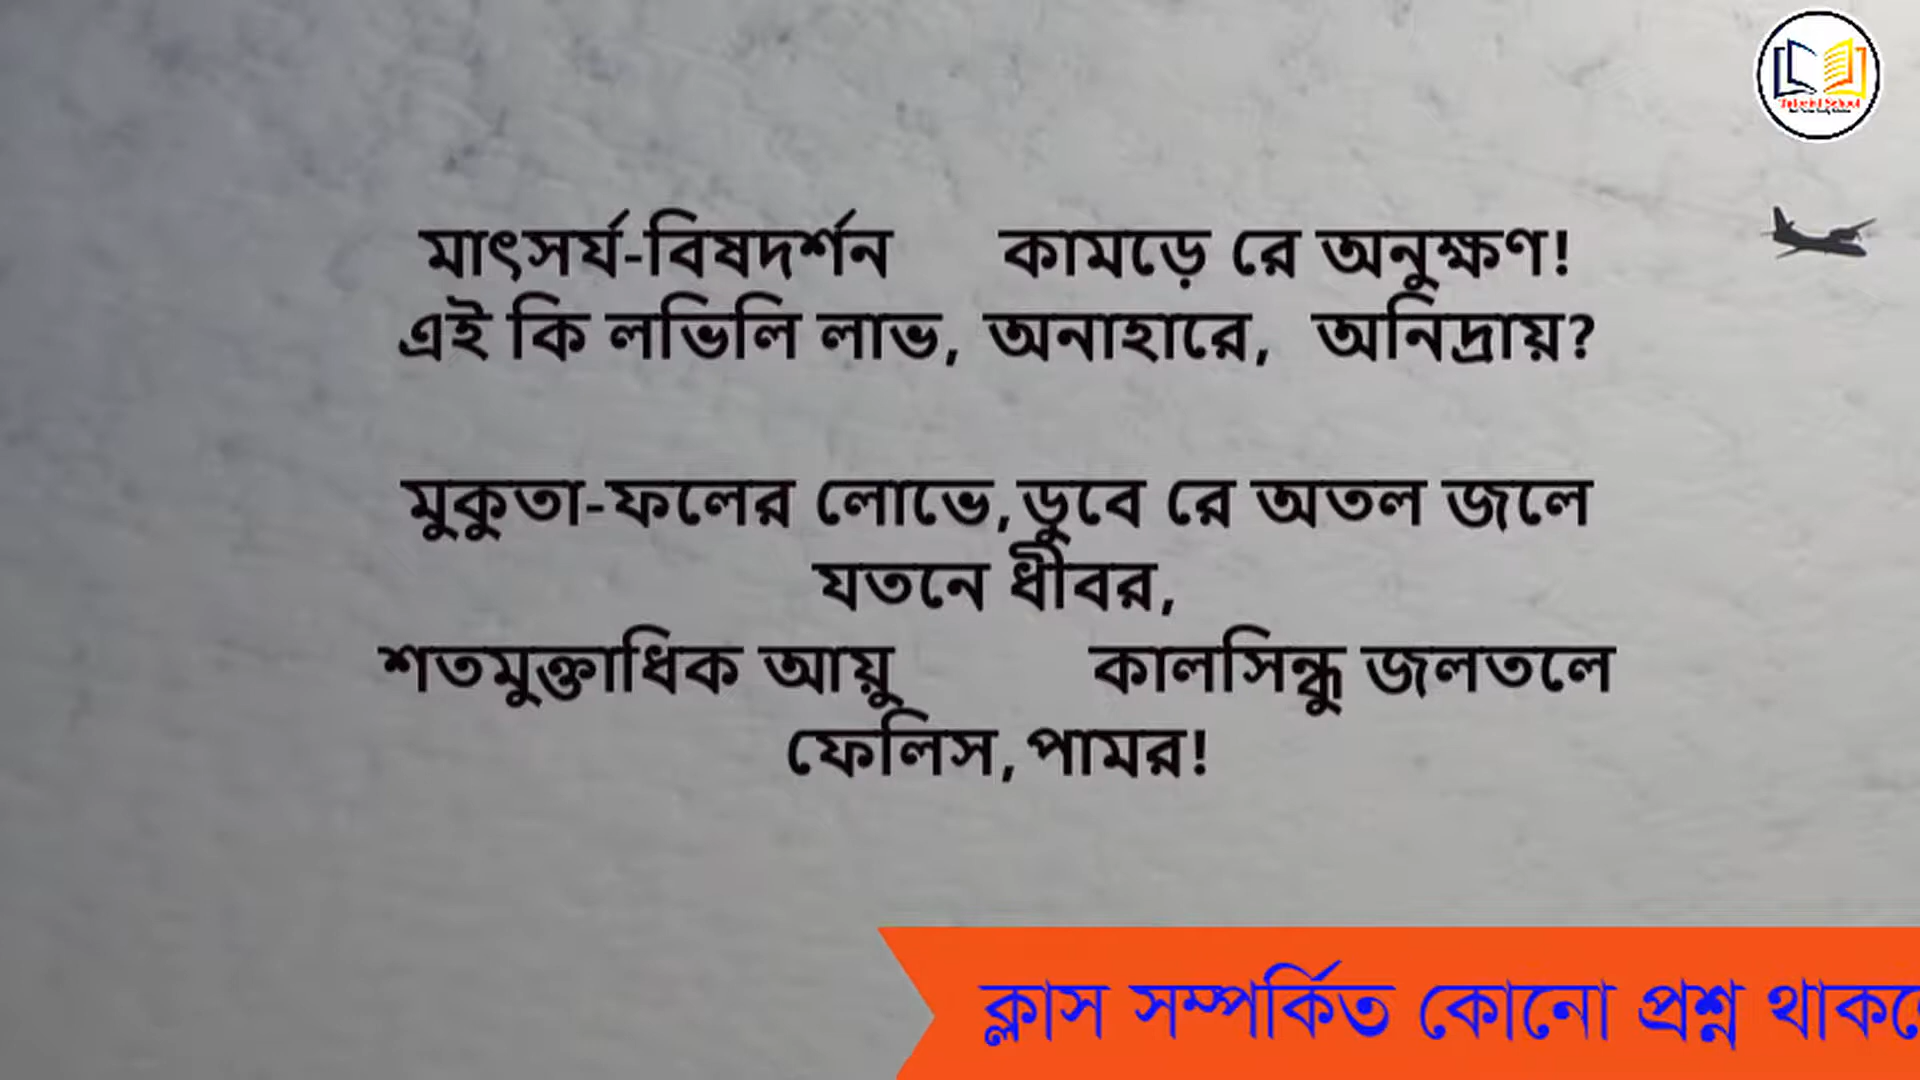 মাৎসর্য-বিষদর্শন কামড়ে রে অনুক্ষণ!
এই কি লভিলি লাভ, অনাহারে, অনিদ্রায়?
মুকুতা-ফলের লোভে,ডুবে রে অতল জলে
যতনে ধীবর,
শতমুক্তাধিক আয়ু কালসিন্ধু জলতলে
ফেলিস,পামর!
ক্লাস সম্পর্কিত কোনো প্রশ্ন থাকলে